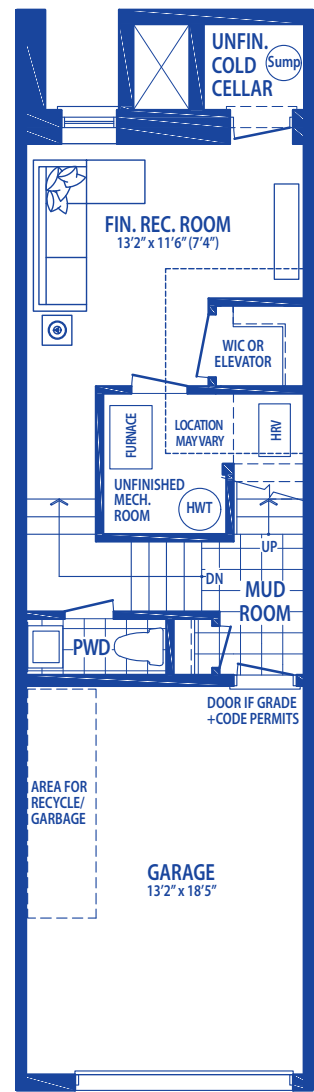 UNFIN.
COLD
CELLAR
Sump
FIN. REC. ROOM
13'2" x 11'6" (7'4")
WIC OR
ELEVATOR
FURNACE
LOCATION
MAY VARY
HRV
UNFINISHED
MECH.
ROOM
HWT
UP
DN
MUD
ROOM
PWD
DOOR IF GRADE
+CODE PERMITS
AREA FOR
RECYCLE/
GARBAGE
GARAGE
13'2" x 18'5"